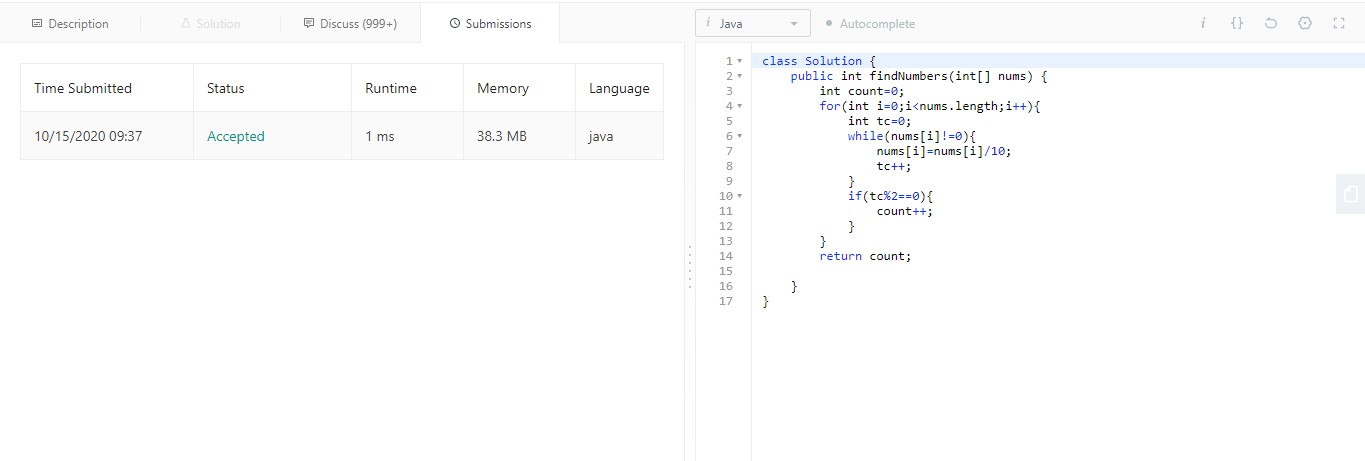 Description Solution Discuss (999+) Submissions
Time Submitted Status Runtime Memory Language
10/15/2020 09:37 Accepted 1 ms 38.3 MB java
i Java Autocomplete i {}
1 class Solution {
2 public int findNumbers(int[] nums) {
3 int count=0;
4 for(int i=0;i<nums.length;i++){
5 int tc=0;
6 while(nums[i]!=0){
7 nums[i]=nums[i]/10;
8 tc++;
9 }
10 if(tc%2==0){
11 count++;
12 }
13 }
14 return count;
15
16 }
17 }